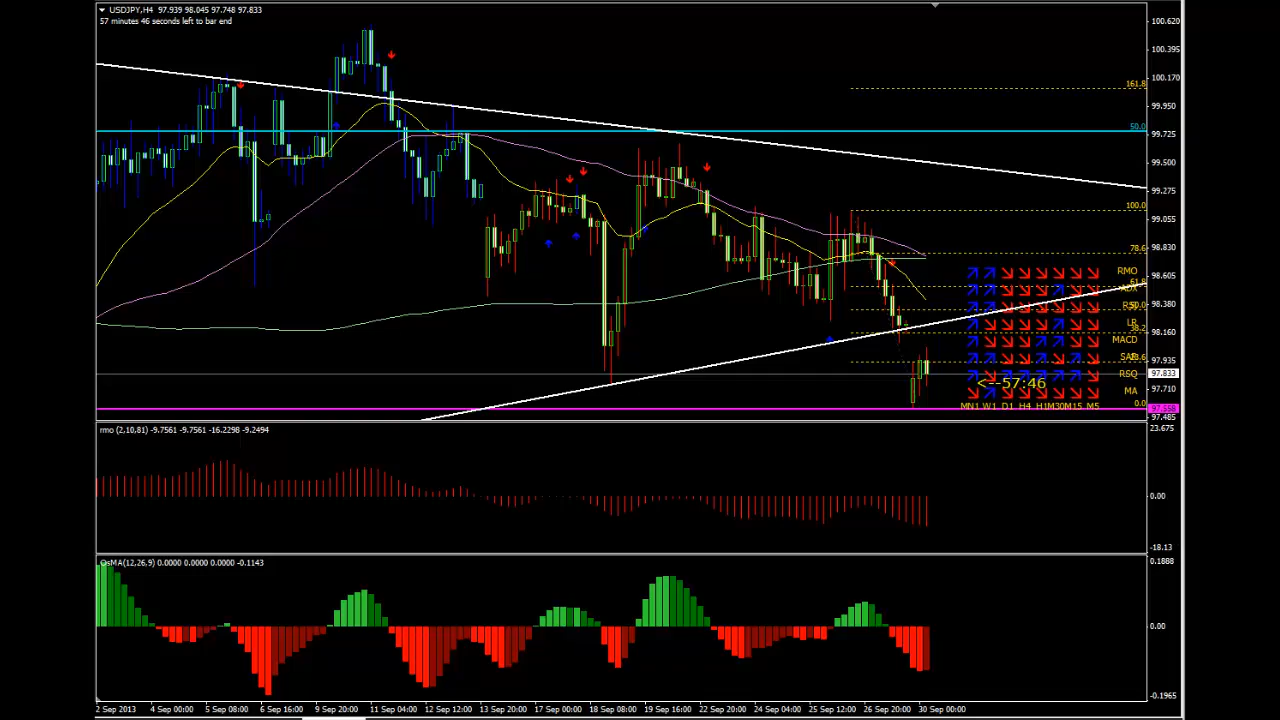 USDJPY,H4 97.939 98.045 97.748 97.833
57 minutes 46 seconds left to bar end
100.620
100.395
100.170
161.8
99.950
50.0
99.725
99.500
99.275
100.0
99.055
78.6
98.830
RMO
98.605
61.8
98.380
50.0
LR
38.2
98.160
MACD
97.935
RSQ
97.833
<--57:46
97.710
MA
0.0
MN1 W1 D1 H4 H1 M30 M15 M5
97.558
97.485
rmo (2,10,81) -9.7561 -9.7561 -16.2298 -9.2494
23.675
0.00
-18.13
OsMA(12,26,9) 0.0000 0.0000 0.0000 -0.1143
0.1888
0.00
-0.1965
2 Sep 2013 4 Sep 00:00 5 Sep 08:00 6 Sep 16:00 9 Sep 20:00 11 Sep 04:00 12 Sep 12:00 13 Sep 20:00 17 Sep 00:00 18 Sep 08:00 19 Sep 16:00 22 Sep 20:00 24 Sep 04:00 25 Sep 12:00 26 Sep 20:00 30 Sep 00:00